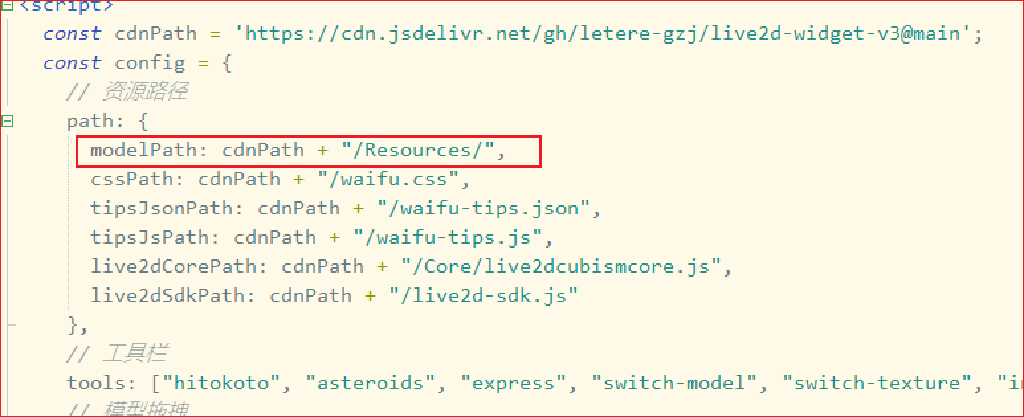 <script>
const cdnPath = 'https://cdn.jsdelivr.net/gh/letere-gzj/live2d-widget-v3@main';
const config = {
// 资源路径
path: {
modelPath: cdnPath + "/Resources/",
cssPath: cdnPath + "/waifu.css",
tipsJsonPath: cdnPath + "/waifu-tips.json",
tipsJsPath: cdnPath + "/waifu-tips.js",
live2dCorePath: cdnPath + "/Core/live2dcubismcore.js",
live2dSdkPath: cdnPath + "/live2d-sdk.js"
},
// 工具栏
tools: ["hitokoto", "asteroids", "express", "switch-model", "switch-texture",
// 模型拖拽